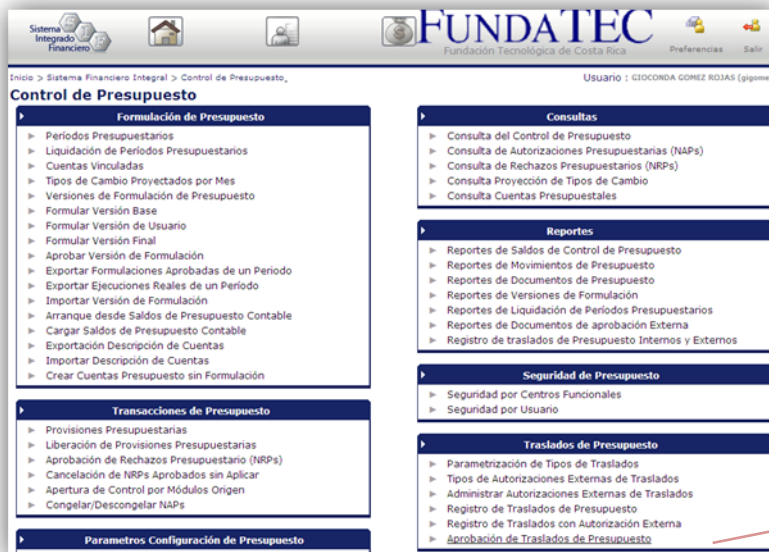 Sistema
Integrado
Financiero
SIF
FUNDATEC
Fundación Tecnológica de Costa Rica
Preferencias
Salir
Inicio > Sistema Financiero Integral > Control de Presupuesto
Usuario : GIOCONDA GOMEZ ROJAS (gigome
Control de Presupuesto
Formulación de Presupuesto
Períodos Presupuestarios
Liquidación de Períodos Presupuestarios
Cuentas Vinculadas
Tipos de Cambio Proyectados por Mes
Versiones de Formulación de Presupuesto
Formular Versión Base
Formular Versión de Usuario
Formular Versión Final
Aprobar Versión de Formulación
Exportar Formulaciones Aprobadas de un Periodo
Exportar Ejecuciones Reales de un Período
Importar Versión de Formulación
Arranque desde Saldos de Presupuesto Contable
Cargar Saldos de Presupuesto Contable
Exportación Descripción de Cuentas
Importar Descripción de Cuentas
Crear Cuentas Presupuesto sin Formulación
Transacciones de Presupuesto
Provisiones Presupuestarias
Liberación de Provisiones Presupuestarias
Aprobación de Rechazos Presupuestario (NRPs)
Cancelación de NRPs Aprobados sin Aplicar
Apertura de Control por Módulos Origen
Congelar/Descongelar NAPs
Parametros Configuración de Presupuesto
Consultas
Consulta del Control de Presupuesto
Consulta de Autorizaciones Presupuestarias (NAPs)
Consulta de Rechazos Presupuestarios (NRPs)
Consulta Proyección de Tipos de Cambio
Consulta Cuentas Presupuestales
Reportes
Reportes de Saldos de Control de Presupuesto
Reportes de Movimientos de Presupuesto
Reportes de Documentos de Presupuesto
Reportes de Versiones de Formulación
Reportes de Liquidación de Períodos Presupuestarios
Reportes de Documentos de aprobación Externa
Registro de traslados de Presupuesto Internos y Externos
Seguridad de Presupuesto
Seguridad por Centros Funcionales
Seguridad por Usuario
Traslados de Presupuesto
Parametrización de Tipos de Traslados
Tipos de Autorizaciones Externas de Traslados
Administrar Autorizaciones Externas de Traslados
Registro de Traslados de Presupuesto
Registro de Traslados con Autorización Externa
Aprobación de Traslados de Presupuesto